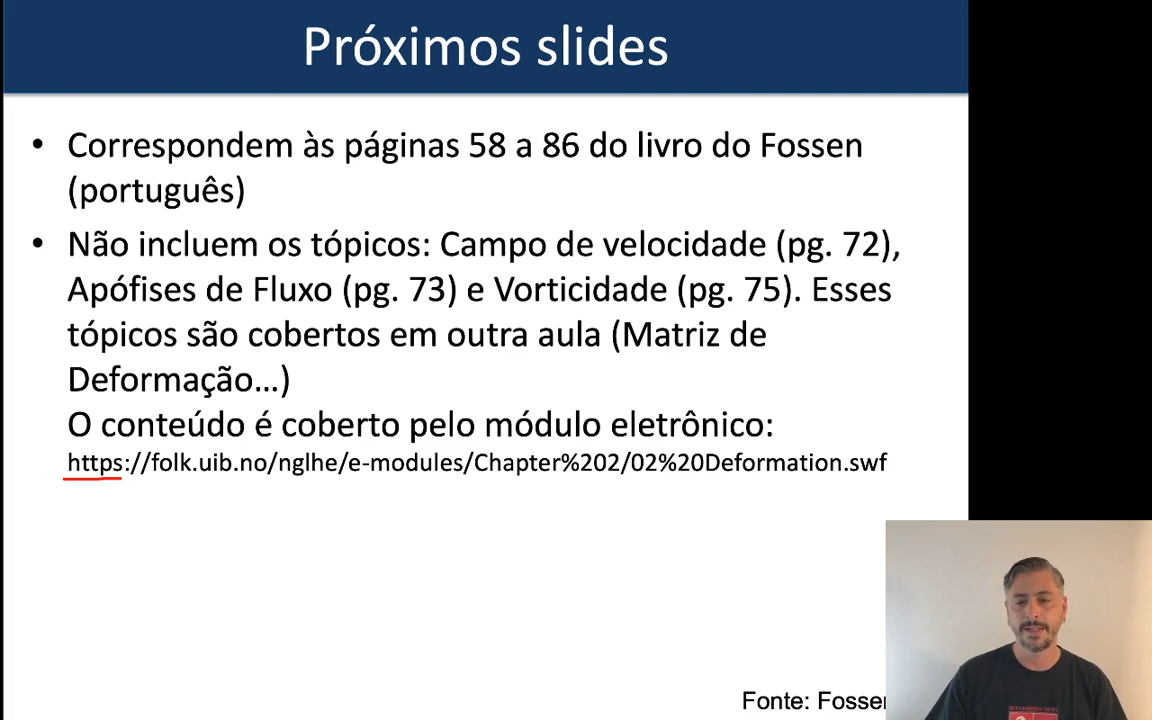 Próximos slides
• Correspondem às páginas 58 a 86 do livro do Fossen
(português)
• Não incluem os tópicos: Campo de velocidade (pg. 72),
Apófises de Fluxo (pg. 73) e Vorticidade (pg. 75). Esses
tópicos são cobertos em outra aula (Matriz de
Deformação...)
O conteúdo é coberto pelo módulo eletrônico:
https://folk.uib.no/nglhe/e-modules/Chapter%202/02%20Deformation.swf
Fonte: Fossen